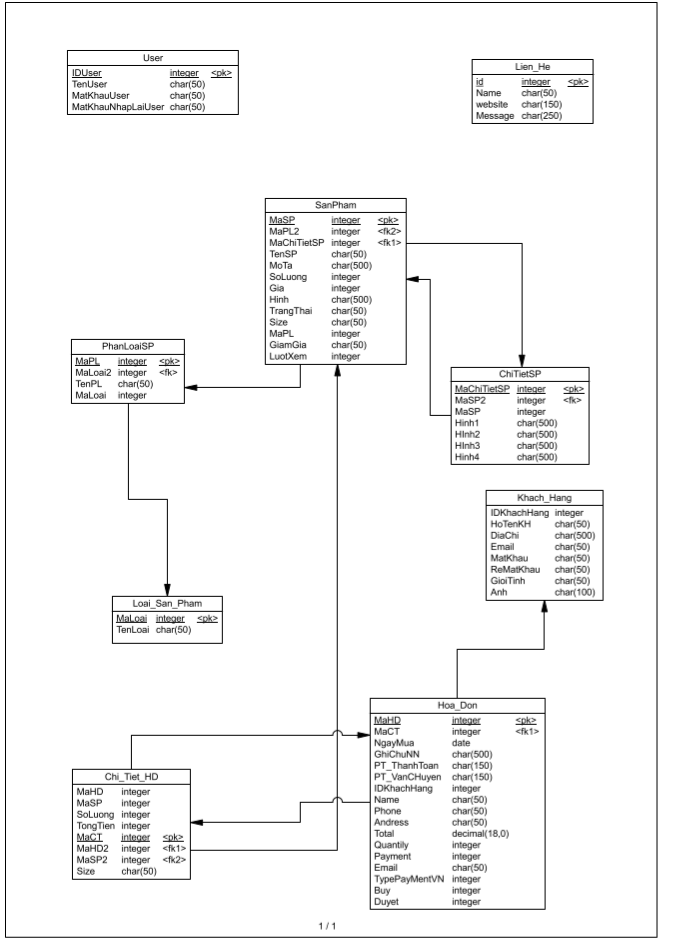 User
IDUser integer <pk>
TenUser char(50)
MatKhauUser char(50)
MatKhauNhapLaiUser char(50)
Lien_He
id integer <pk>
Name char(50)
website char(150)
Message char(250)
SanPham
MaSP integer <pk>
MaPL2 integer <fk2>
MaChiTietSP integer <fk1>
TenSP char(50)
MoTa char(500)
SoLuong integer
Gia integer
Hinh char(500)
TrangThai char(50)
Size char(50)
MaPL integer
GiamGia char(50)
LuotXem integer
PhanLoaiSP
MaPL integer <pk>
MaLoai2 integer <fk>
TenPL char(50)
MaLoai integer
ChiTietSP
MaChiTietSP integer <pk>
MaSP2 integer <fk>
MaSP integer
Hinh1 char(500)
HInh2 char(500)
HInh3 char(500)
Hinh4 char(500)
Khach_Hang
IDKhachHang integer
HoTenKH char(50)
DiaChi char(500)
Email char(50)
MatKhau char(50)
ReMatKhau char(50)
GioiTinh char(50)
Anh char(100)
Loai_San_Pham
MaLoai integer <pk>
TenLoai char(50)
Hoa_Don
MaHD integer <pk>
MaCT integer <fk1>
NgayMua date
GhiChuNN char(500)
PT_ThanhToan char(150)
PT_VanCHuyen char(150)
IDKhachHang integer
Name char(50)
Phone char(50)
Andress char(50)
Total decimal(18,0)
Quantily integer
Payment integer
Email char(50)
TypePayMentVN integer
Buy integer
Duyet integer
Chi_Tiet_HD
MaHD integer
MaSP integer
SoLuong integer
TongTien integer
MaCT integer <pk>
MaHD2 integer <fk1>
MaSP2 integer <fk2>
Size char(50)
1 / 1